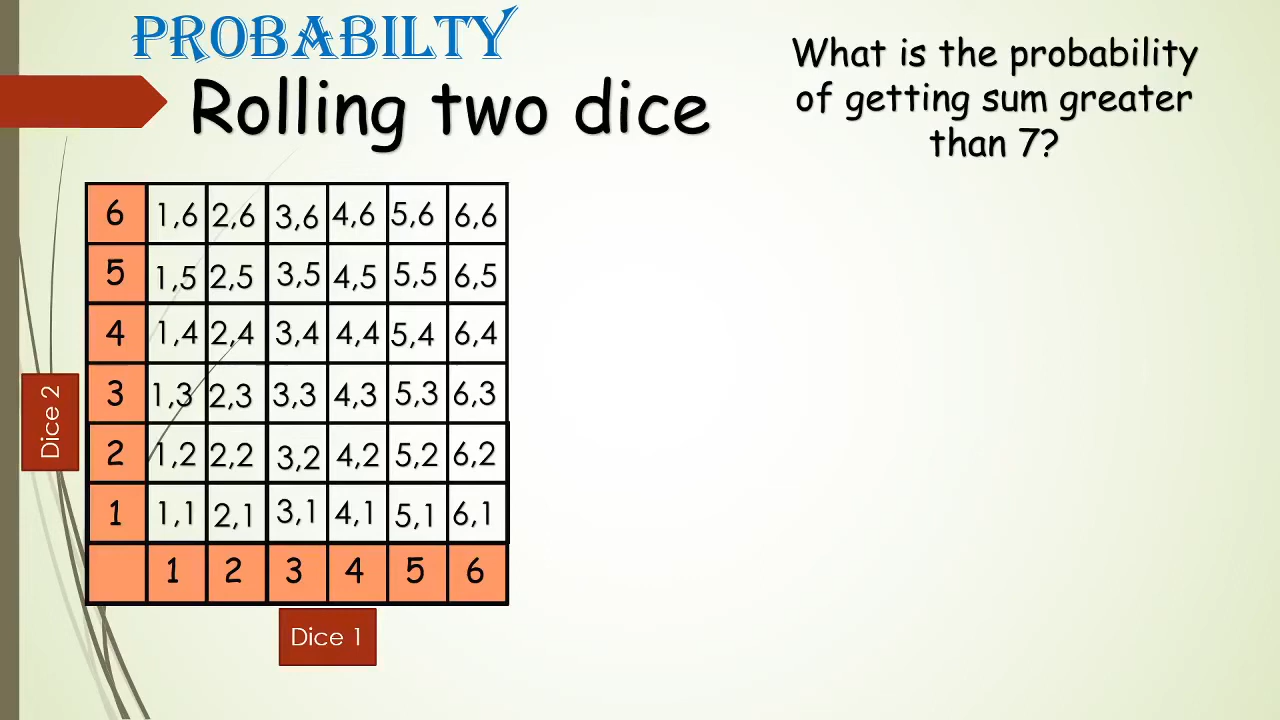 PROBABILTY
Rolling two dice
What is the probability
of getting sum greater
than 7?
6 1,6 2,6 3,6 4,6 5,6 6,6
5 1,5 2,5 3,5 4,5 5,5 6,5
4 1,4 2,4 3,4 4,4 5,4 6,4
3 1,3 2,3 3,3 4,3 5,3 6,3
2 1,2 2,2 3,2 4,2 5,2 6,2
1 1,1 2,1 3,1 4,1 5,1 6,1
1 2 3 4 5 6
Dice 2
Dice 1